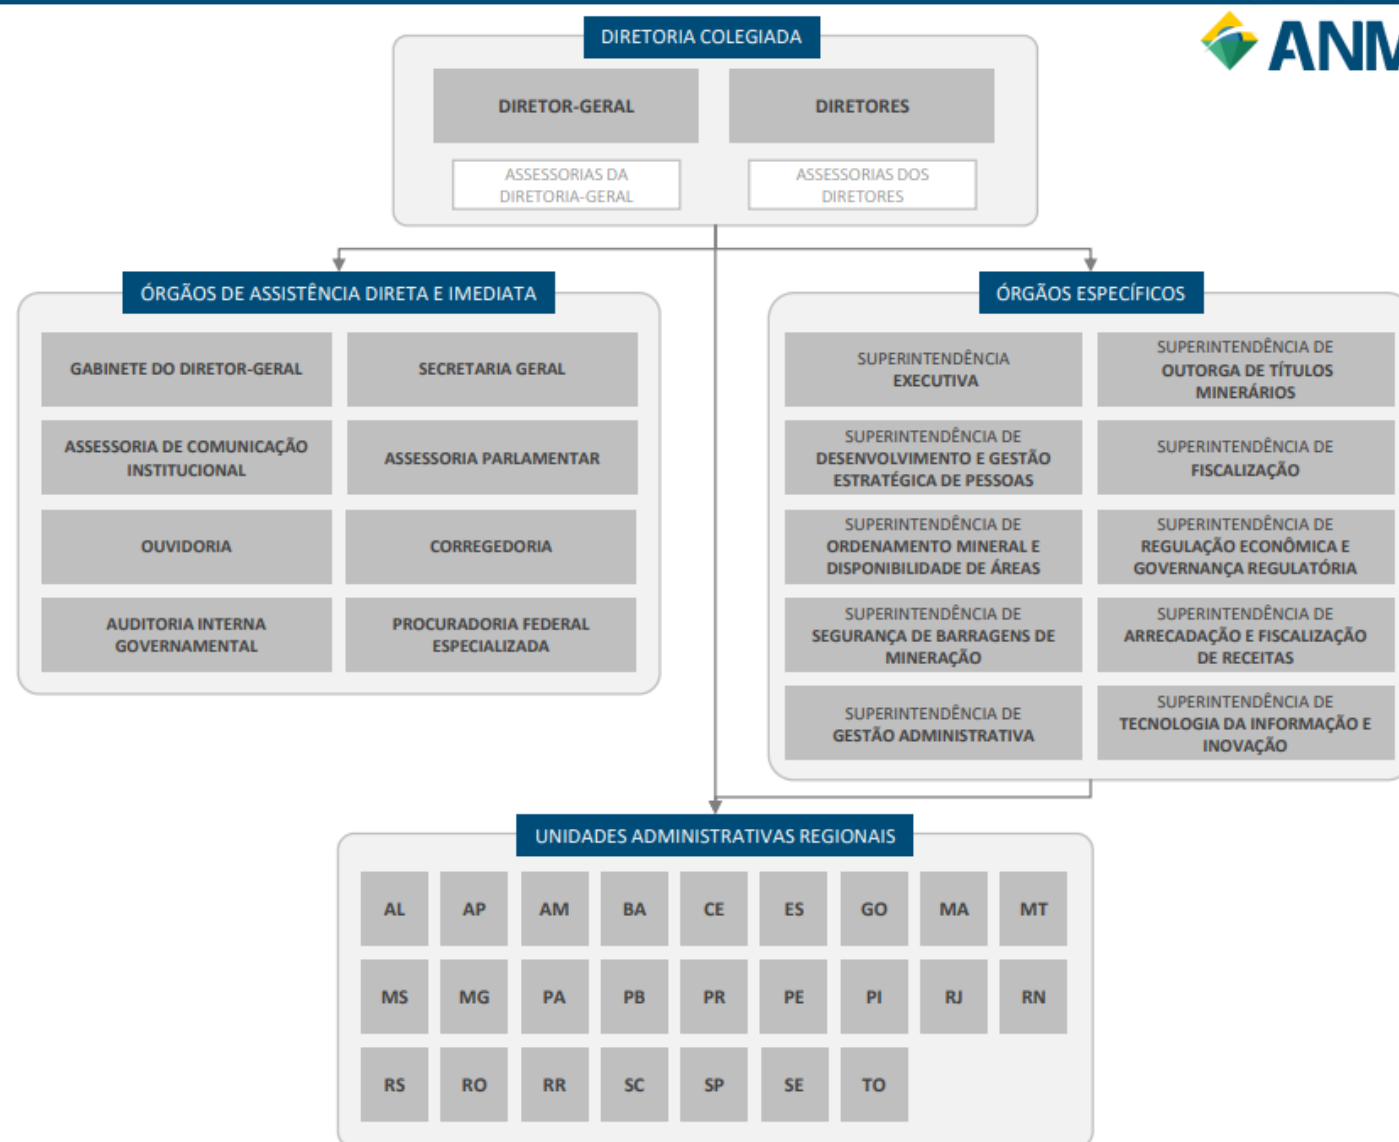 DIRETORIA COLEGIADA
DIRETOR-GERAL
DIRETORES
ASSESSORIAS DA
DIRETORIA-GERAL
ASSESSORIAS DOS
DIRETORES
ÓRGÃOS DE ASSISTÊNCIA DIRETA E IMEDIATA
GABINETE DO DIRETOR-GERAL
SECRETARIA GERAL
ASSESSORIA DE COMUNICAÇÃO
INSTITUCIONAL
ASSESSORIA PARLAMENTAR
OUVIDORIA
CORREGEDORIA
AUDITORIA INTERNA
GOVERNAMENTAL
PROCURADORIA FEDERAL
ESPECIALIZADA
ÓRGÃOS ESPECÍFICOS
SUPERINTENDÊNCIA
EXECUTIVA
SUPERINTENDÊNCIA DE
OUTORGA DE TÍTULOS
MINERÁRIOS
SUPERINTENDÊNCIA DE
DESENVOLVIMENTO E GESTÃO
ESTRATÉGICA DE PESSOAS
SUPERINTENDÊNCIA DE
FISCALIZAÇÃO
SUPERINTENDÊNCIA DE
ORDENAMENTO MINERAL E
DISPONIBILIDADE DE ÁREAS
SUPERINTENDÊNCIA DE
REGULAÇÃO ECONÔMICA E
GOVERNANÇA REGULATÓRIA
SUPERINTENDÊNCIA DE
SEGURANÇA DE BARRAGENS DE
MINERAÇÃO
SUPERINTENDÊNCIA DE
ARRECADAÇÃO E FISCALIZAÇÃO
DE RECEITAS
SUPERINTENDÊNCIA DE
GESTÃO ADMINISTRATIVA
SUPERINTENDÊNCIA DE
TECNOLOGIA DA INFORMAÇÃO E
INOVAÇÃO
UNIDADES ADMINISTRATIVAS REGIONAIS
AL AP AM BA CE ES GO MA MT
MS MG PA PB PR PE PI RJ RN
RS RO RR SC SP SE TO
ANM